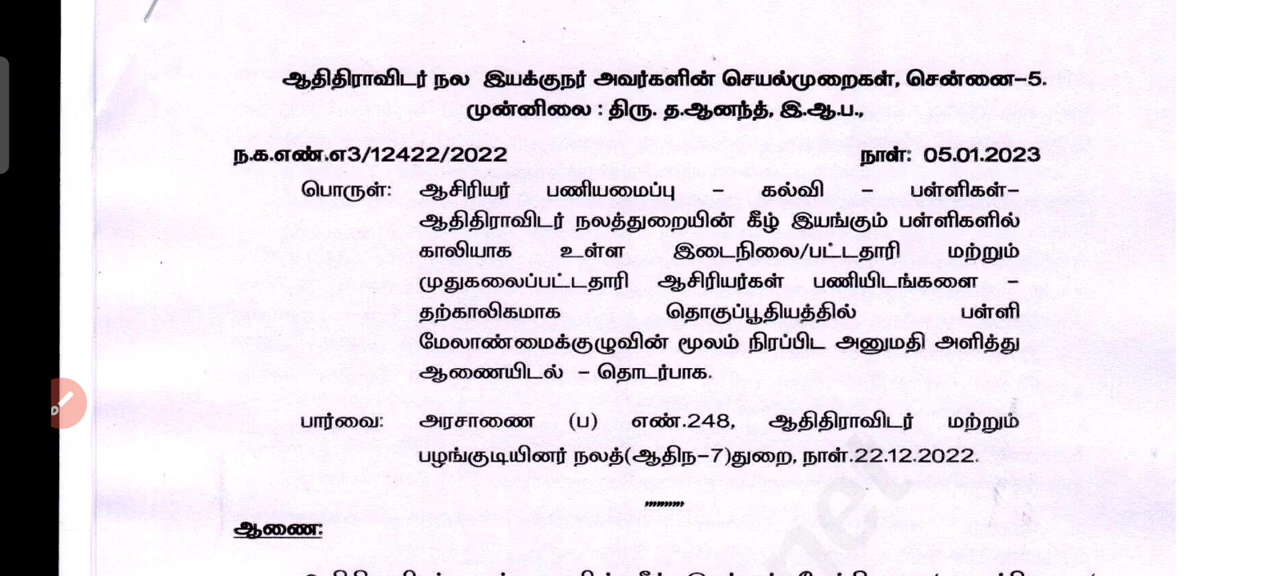 ஆதிதிராவிடர் நல இயக்குநர் அவர்களின் செயல்முறைகள், சென்னை-5.
முன்னிலை : திரு. த.ஆனந்த், இ.ஆ.ப.,
ந.க.எண்.எ3/12422/2022 நாள்: 05.01.2023
பொருள்: ஆசிரியர் பணியமைப்பு – கல்வி – பள்ளிகள்–
ஆதிதிராவிடர் நலத்துறையின் கீழ் இயங்கும் பள்ளிகளில்
காலியாக உள்ள இடைநிலை/பட்டதாரி மற்றும்
முதுகலைப்பட்டதாரி ஆசிரியர்கள் பணியிடங்களை –
தற்காலிகமாக தொகுப்பூதியத்தில் பள்ளி
மேலாண்மைக்குழுவின் மூலம் நிரப்பிட அனுமதி அளித்து
ஆணையிடல் – தொடர்பாக.
பார்வை: அரசாணை (ப) எண்.248, ஆதிதிராவிடர் மற்றும்
பழங்குடியினர் நலத்(ஆதிந–7)துறை, நாள்.22.12.2022.
ஆணை: